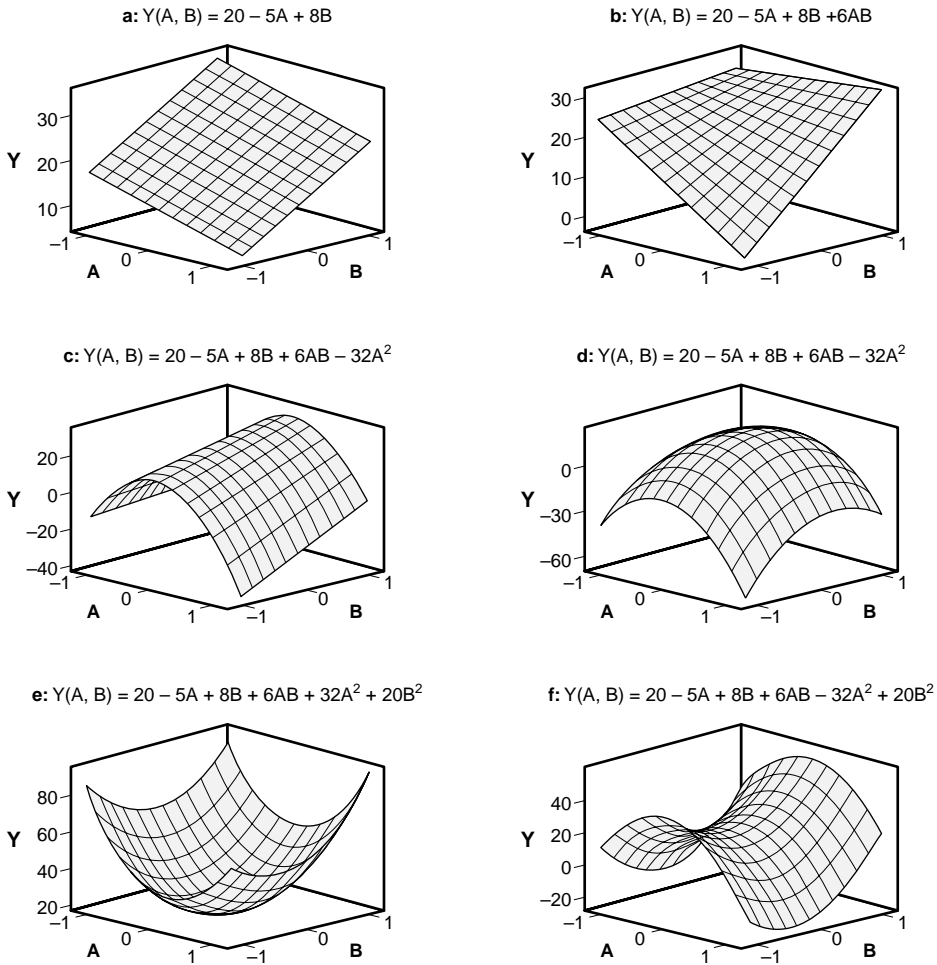 a: Y(A, B) = 20 – 5A + 8B
b: Y(A, B) = 20 – 5A + 8B +6AB
30
20
10
Y
–1
0
1
A
–1
0
1
B
30
20
10
0
Y
–1
0
1
A
–1
0
1
B
c: Y(A, B) = 20 – 5A + 8B + 6AB – 32A²
d: Y(A, B) = 20 – 5A + 8B + 6AB – 32A²
20
0
–20
–40
Y
–1
0
1
A
–1
0
1
B
0
–30
–60
Y
–1
0
1
A
–1
0
1
B
e: Y(A, B) = 20 – 5A + 8B + 6AB + 32A² + 20B²
f: Y(A, B) = 20 – 5A + 8B + 6AB – 32A² + 20B²
80
60
40
20
Y
–1
0
1
A
–1
0
1
B
40
20
0
–20
Y
–1
0
1
A
–1
0
1
B